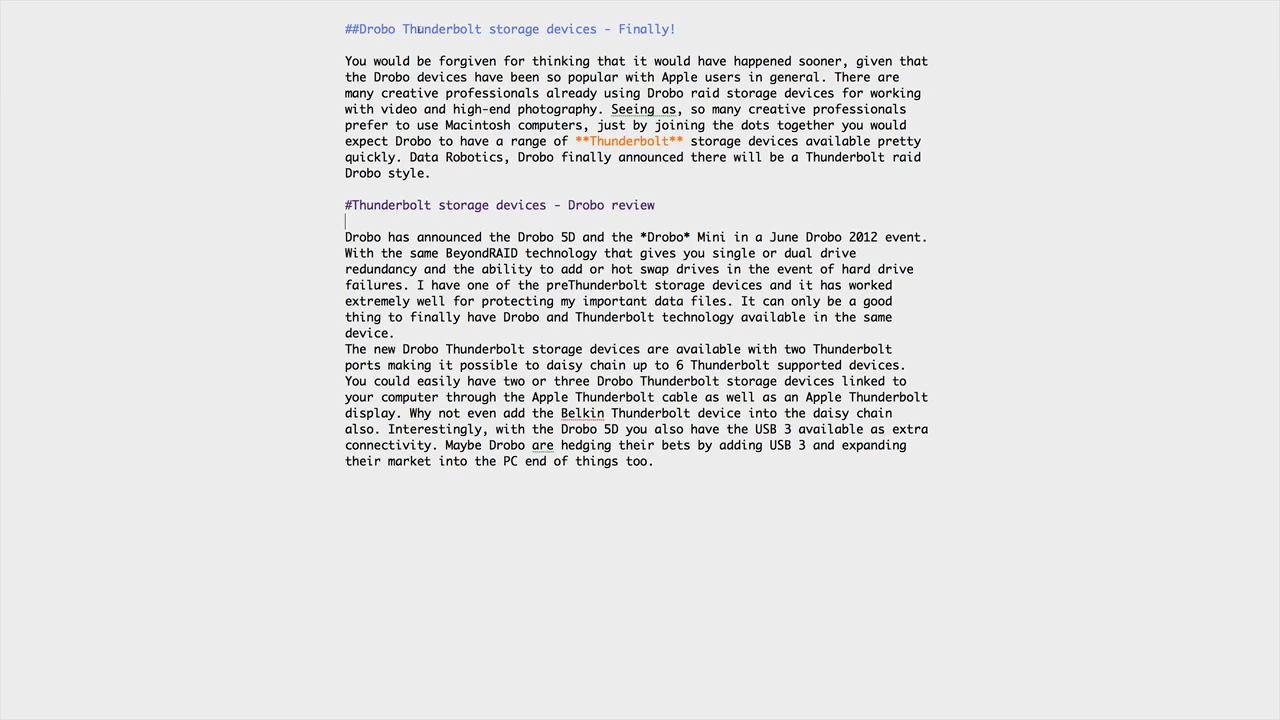 ##Drobo Thunderbolt storage devices - Finally!
You would be forgiven for thinking that it would have happened sooner, given that
the Drobo devices have been so popular with Apple users in general. There are
many creative professionals already using Drobo raid storage devices for working
with video and high-end photography. Seeing as, so many creative professionals
prefer to use Macintosh computers, just by joining the dots together you would
expect Drobo to have a range of **Thunderbolt** storage devices available pretty
quickly. Data Robotics, Drobo finally announced there will be a Thunderbolt raid
Drobo style.
#Thunderbolt storage devices - Drobo review
Drobo has announced the Drobo 5D and the *Drobo* Mini in a June Drobo 2012 event.
With the same BeyondRAID technology that gives you single or dual drive
redundancy and the ability to add or hot swap drives in the event of hard drive
failures. I have one of the preThunderbolt storage devices and it has worked
extremely well for protecting my important data files. It can only be a good
thing to finally have Drobo and Thunderbolt technology available in the same
device.
The new Drobo Thunderbolt storage devices are available with two Thunderbolt
ports making it possible to daisy chain up to 6 Thunderbolt supported devices.
You could easily have two or three Drobo Thunderbolt storage devices linked to
your computer through the Apple Thunderbolt cable as well as an Apple Thunderbolt
display. Why not even add the Belkin Thunderbolt device into the daisy chain
also. Interestingly, with the Drobo 5D you also have the USB 3 available as extra
connectivity. Maybe Drobo are hedging their bets by adding USB 3 and expanding
their market into the PC end of things too.